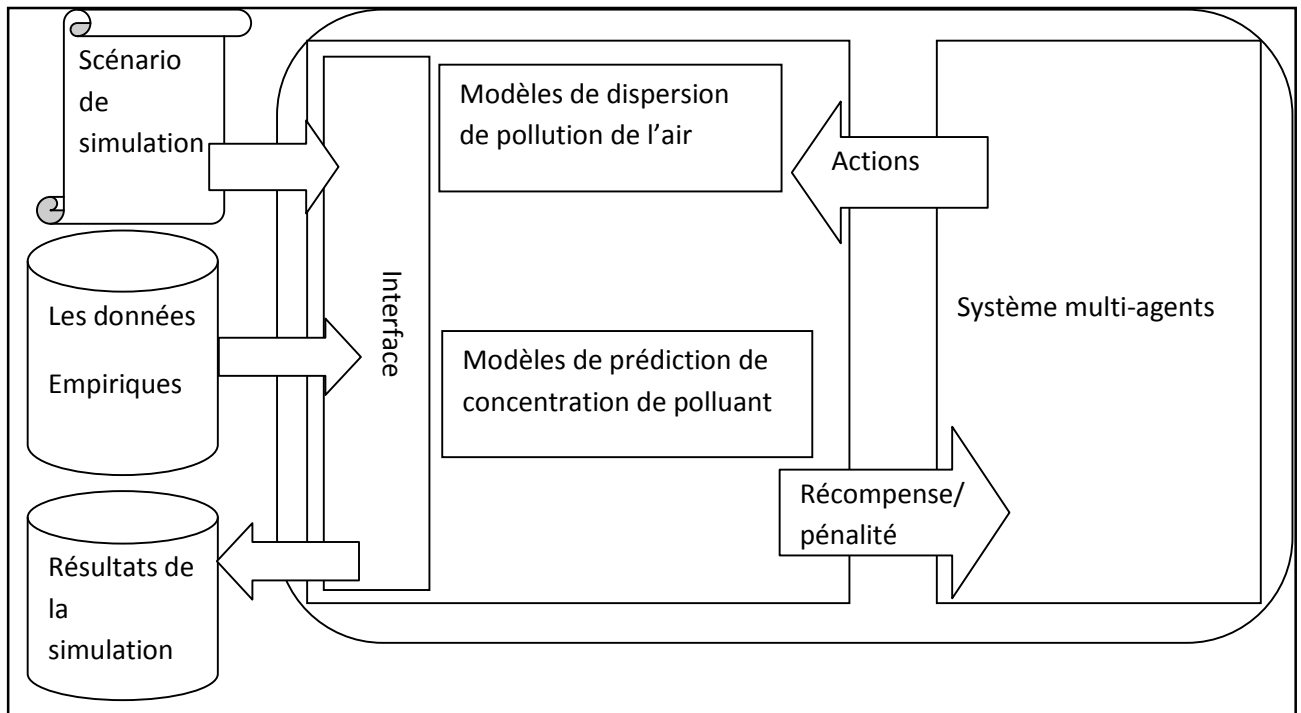 Scénario
de
simulation
Modèles de dispersion
de pollution de l'air
Actions
Les données
Empiriques
Interface
Modèles de prédiction de
concentration de polluant
Système multi-agents
Récompense/
pénalité
Résultats de
la
simulation